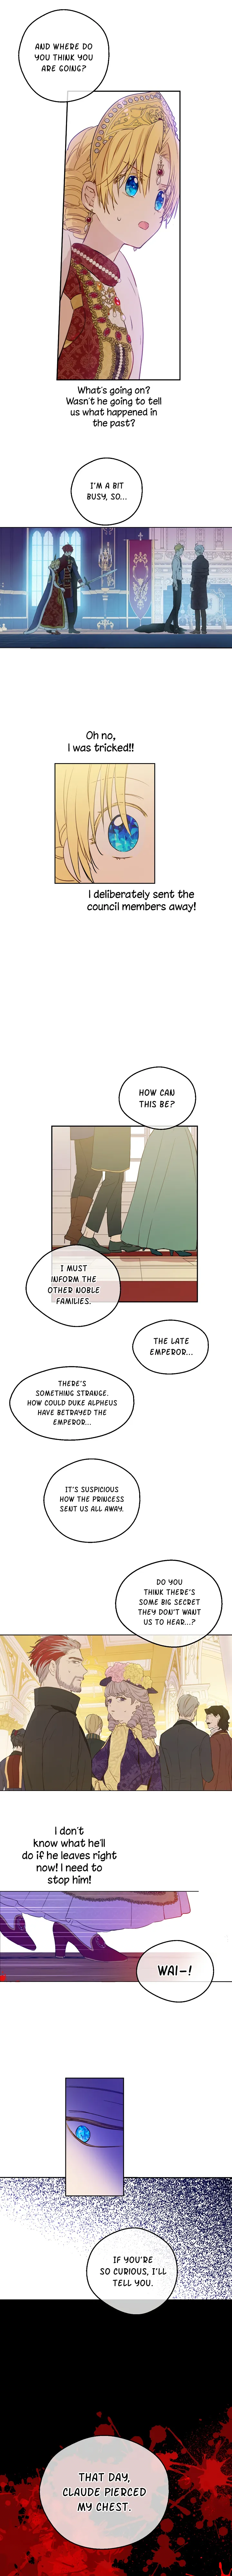 AND WHERE DO
YOU THINK YOU
ARE GOING?
What's going on?
Wasn't he going to tell
us what happened in
the past?
I'M A BIT
BUSY, SO...
Oh no,
I was tricked!!
I deliberately sent the
council members away!
HOW CAN
THIS BE?
I MUST
INFORM THE
OTHER NOBLE
FAMILIES.
THE LATE
EMPEROR...
THERE'S
SOMETHING STRANGE.
HOW COULD DUKE ALPHEUS
HAVE BETRAYED THE
EMPEROR...
IT'S SUSPICIOUS
HOW THE PRINCESS
SENT US ALL AWAY.
DO YOU
THINK THERE'S
SOME BIG SECRET
THEY DON'T WANT
US TO HEAR...?
I don't
know what he'll
do if he leaves right
now! I need to
stop him!
WAI-!
IF YOU'RE
SO CURIOUS, I'LL
TELL YOU.
THAT DAY,
CLAUDE PIERCED
MY CHEST.